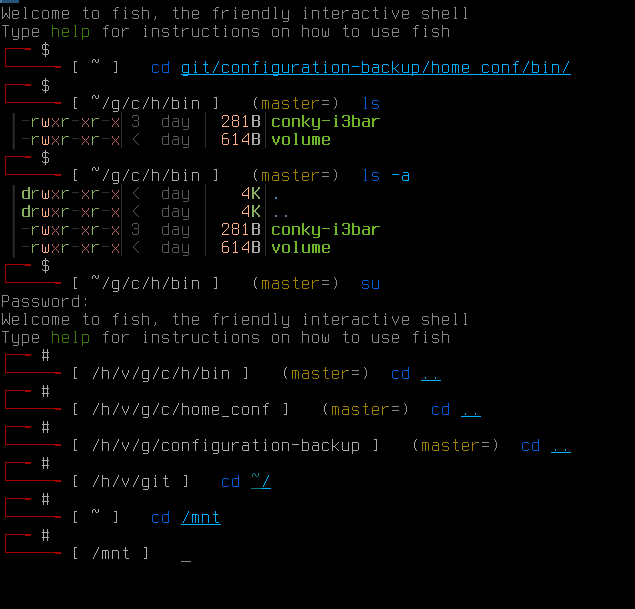 Welcome to fish, the friendly interactive shell
Type help for instructions on how to use fish
$
[ ~ ] cd git/configuration-backup/home_conf/bin/
$
[ ~/g/c/h/bin ] (master=) ls
-rwxr-xr-x| 3 day | 281B|conky-i3bar
-rwxr-xr-x| < day | 614B|volume
$
[ ~/g/c/h/bin ] (master=) ls -a
drwxr-xr-x| < day | 4K|.
drwxr-xr-x| < day | 4K|..
-rwxr-xr-x| 3 day | 281B|conky-i3bar
-rwxr-xr-x| < day | 614B|volume
$
[ ~/g/c/h/bin ] (master=) su
Password:
Welcome to fish, the friendly interactive shell
Type help for instructions on how to use fish
#
[ /h/v/g/c/h/bin ] (master=) cd ..
#
[ /h/v/g/c/home_conf ] (master=) cd ..
#
[ /h/v/g/configuration-backup ] (master=) cd ..
#
[ /h/v/git ] cd ~/
#
[ ~ ] cd /mnt
#
[ /mnt ] _